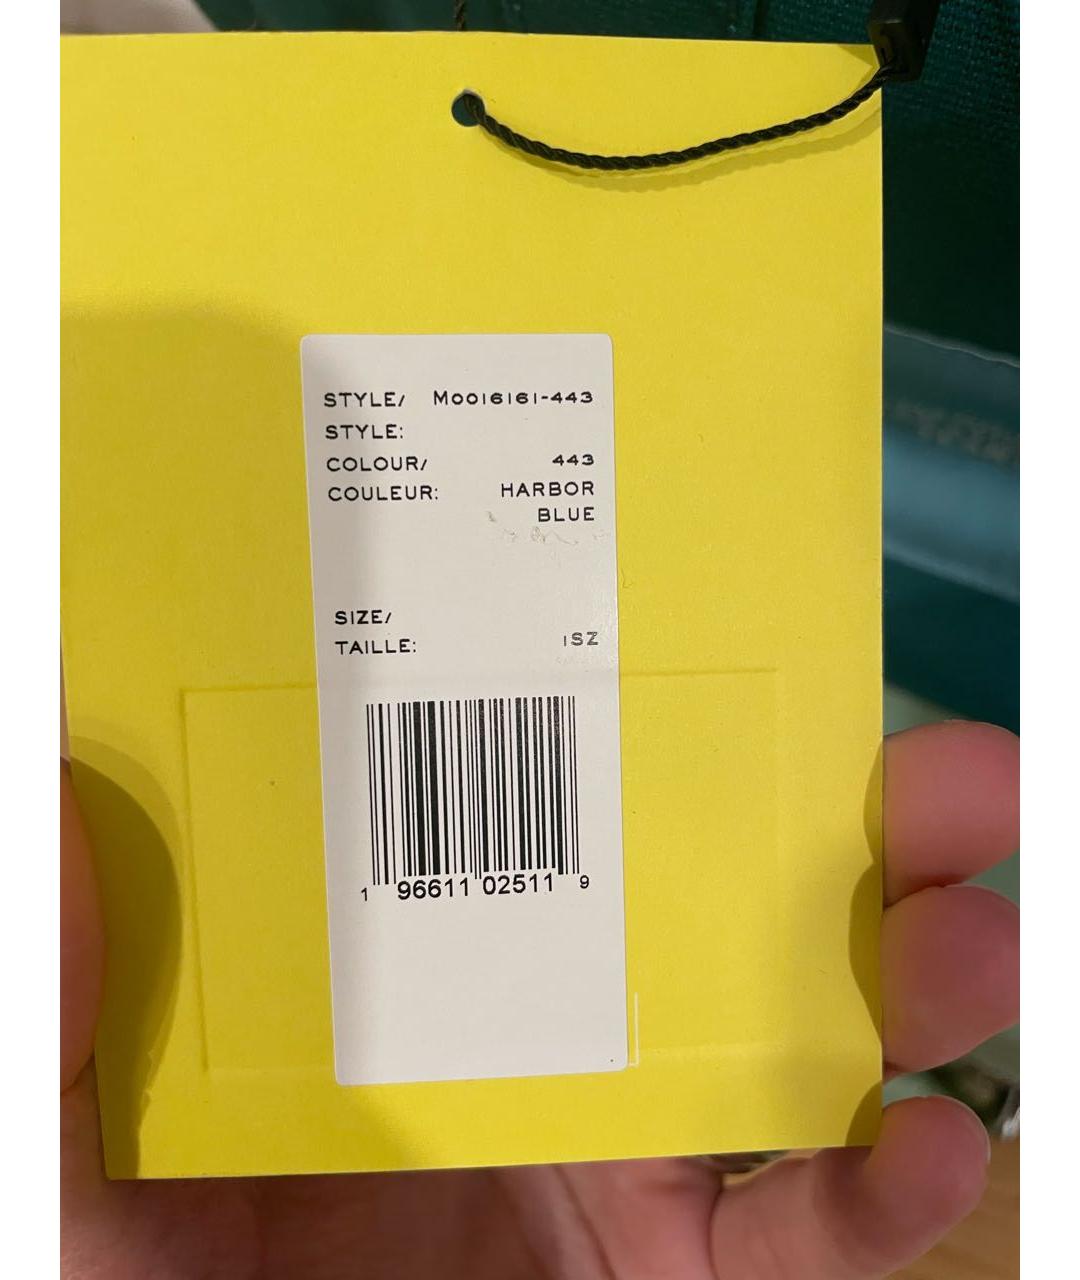 STYLE/ M0016161-443
STYLE:
COLOUR/ 443
COULEUR: HARBOR
BLUE
SIZE/
TAILLE: 1SZ
1 96611 02511 9